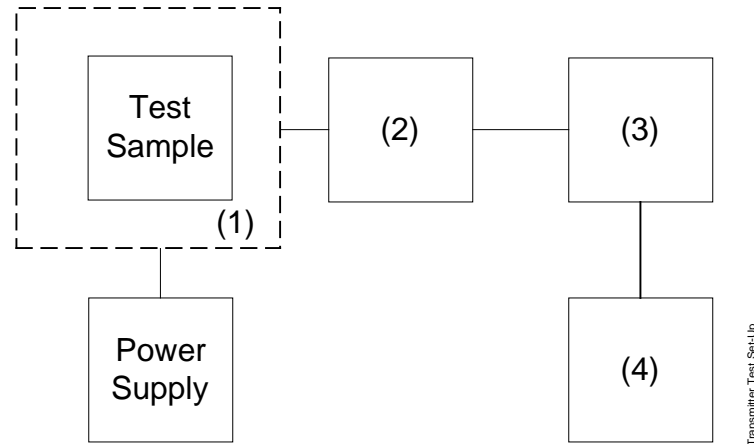 Test
Sample
(1)
(2)
(3)
Power
Supply
(4)
Transmitter Test Set-Up